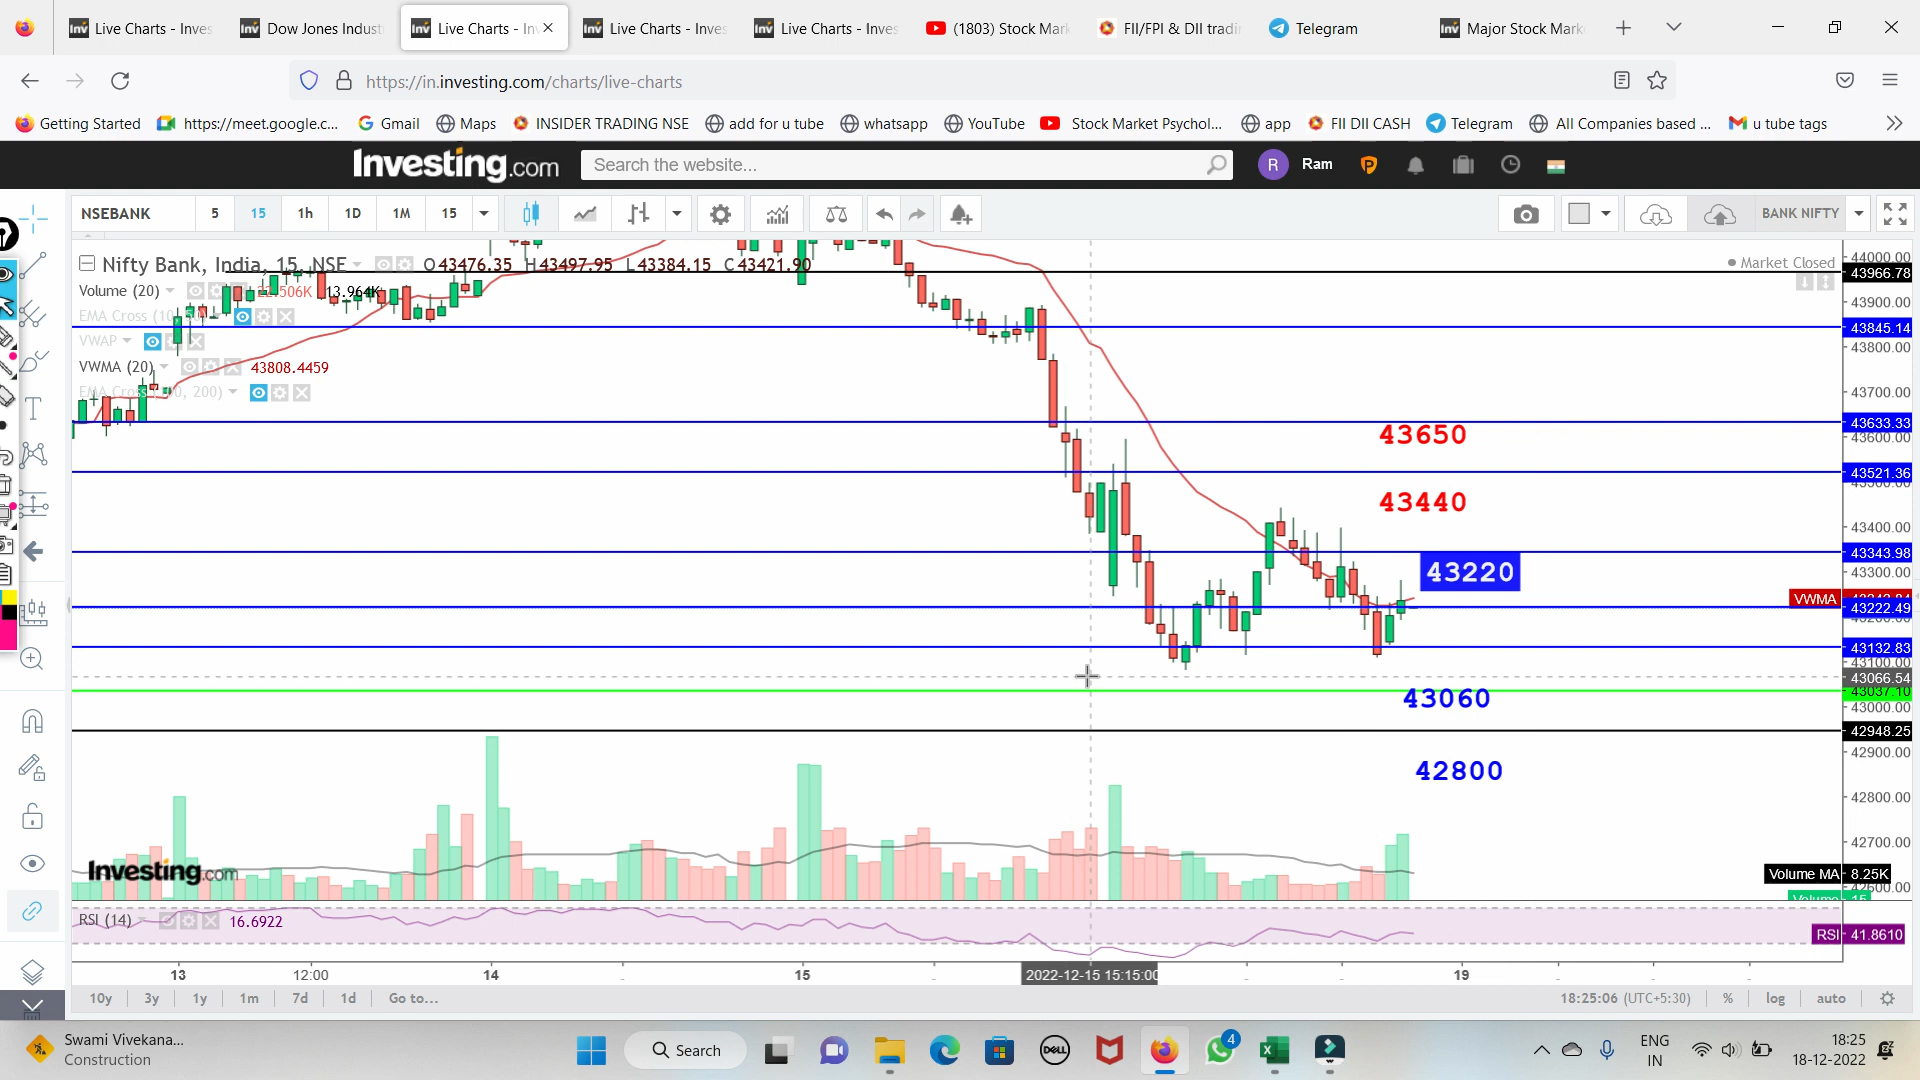 Live Charts - Inves
Dow Jones Indust
Live Charts - In
Live Charts - Inves
Live Charts - Inves
(1803) Stock Mark
FII/FPI & DII tradin
Telegram
Major Stock Mark
https://in.investing.com/charts/live-charts
Getting Started
https://meet.google.c...
Gmail
Maps
INSIDER TRADING NSE
add for u tube
whatsapp
YouTube
Stock Market Psychol...
app
FII DII CASH
Telegram
All Companies based ...
u tube tags
Investing.com
Search the website...
R
Ram
NSEBANK
5
15
1h
1D
1M
15
BANK NIFTY
Nifty Bank, India, 15, NSE
O43476.35 H43497.95 L43384.15 C43421.90
Market Closed
Volume (20)
13.964K
VWAP
VWMA (20)
43808.4459
44000.00
43966.78
43900.00
43845.14
43800.00
43700.00
43633.33
43600.00
43521.36
43400.00
43343.98
43300.00
VWMA
43222.49
43132.83
43100.00
43066.54
43037.10
43000.00
42948.25
42900.00
42800.00
42700.00
43650
43440
43220
43060
42800
Investing.com
Volume MA
8.25K
RSI (14)
16.6922
RSI
41.8610
13
12:00
14
15
2022-12-15 15:15:00
19
10y
3y
1y
1m
7d
1d
Go to...
18:25:06 (UTC+5:30)
%
log
auto
Swami Vivekana...
Construction
Search
DELL
4
ENG
IN
18:25
18-12-2022